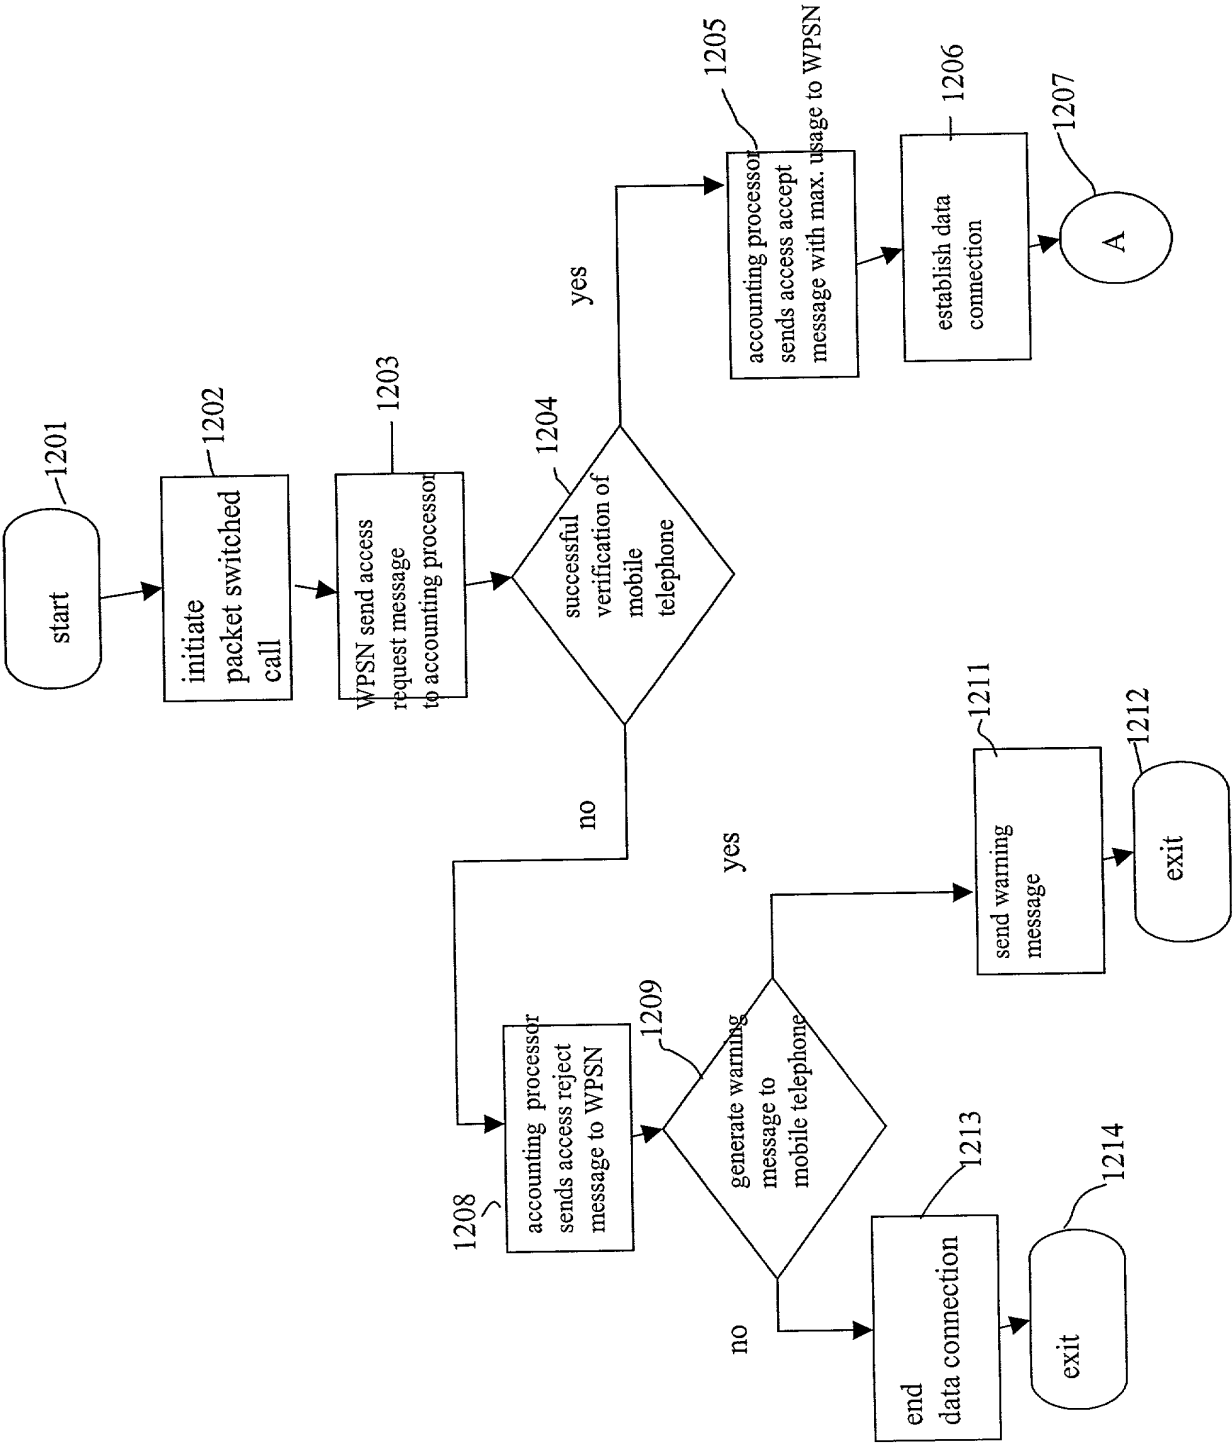 start
1201
initiate
packet switched
call
1202
WPSN send access
request message
to accounting processor
1203
successful
verification of
mobile
telephone
1204
yes
accounting processor
sends access accept
message with max. usage to WPSN
1205
establish data
connection
1206
A
1207
no
accounting processor
sends access reject
message to WPSN
1208
generate warning
message to
mobile telephone
1209
yes
send warning
message
1211
exit
1212
no
end
data connection
1213
exit
1214